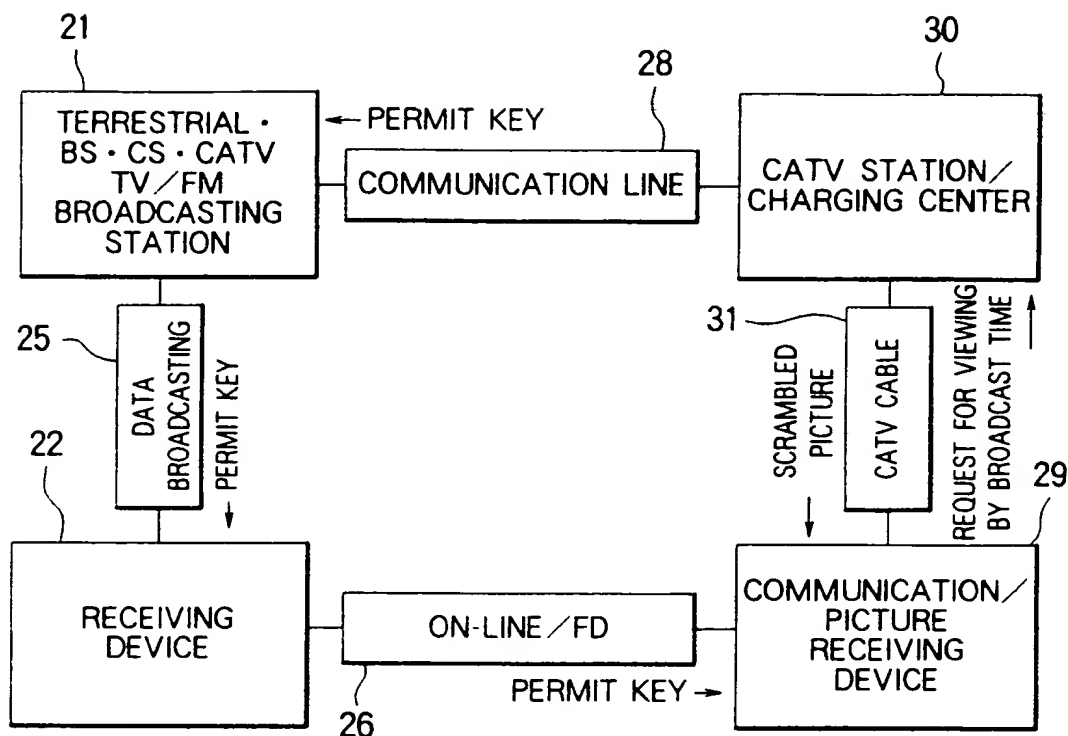 21
TERRESTRIAL・
BS・CS・CATV
TV/FM
BROADCASTING
STATION
← PERMIT KEY
28
COMMUNICATION LINE
30
CATV STATION/
CHARGING CENTER
25
DATA
BROADCASTING
PERMIT KEY
→
31
SCRAMBLED
PICTURE
→
CATV CABLE
REQUEST FOR VIEWING
BY BROADCAST TIME
→
22
RECEIVING
DEVICE
ON-LINE/FD
26
PERMIT KEY →
29
COMMUNICATION/
PICTURE
RECEIVING
DEVICE